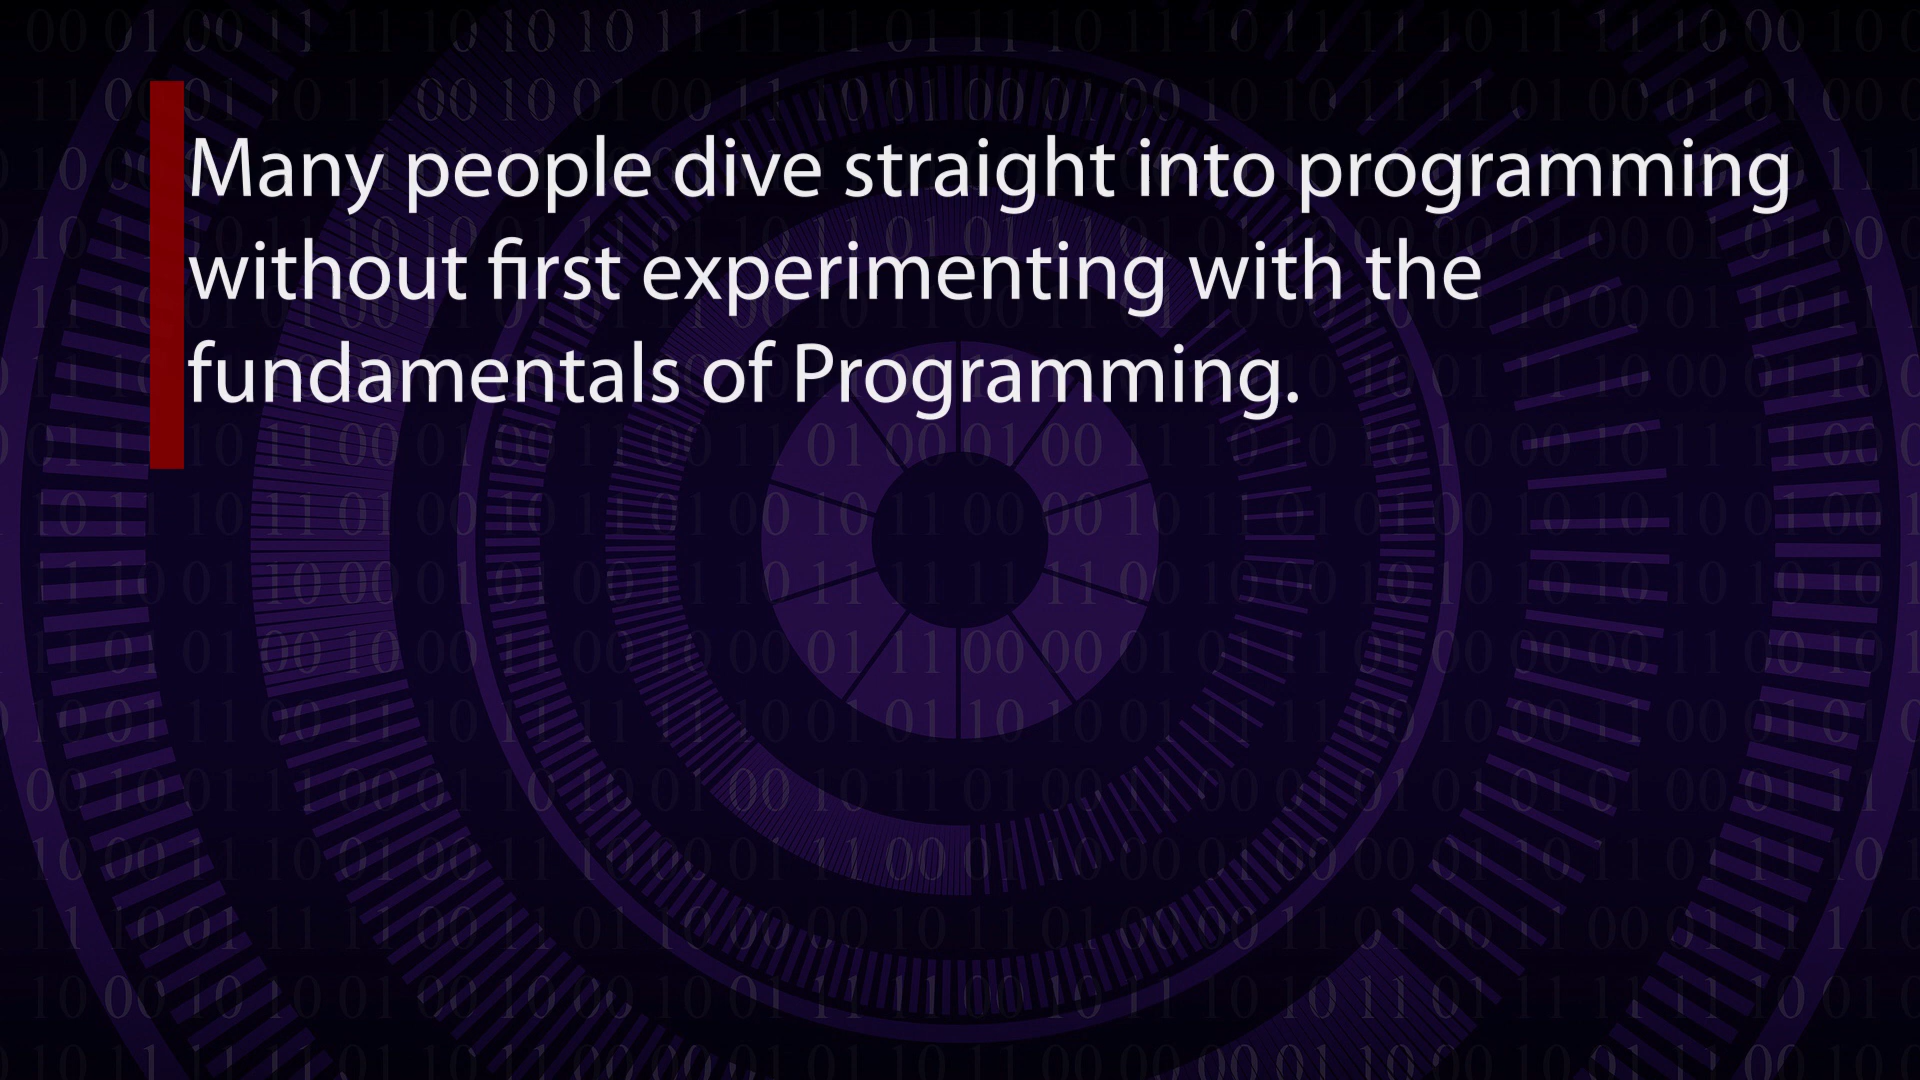 Many people dive straight into programming
without first experimenting with the
fundamentals of Programming.